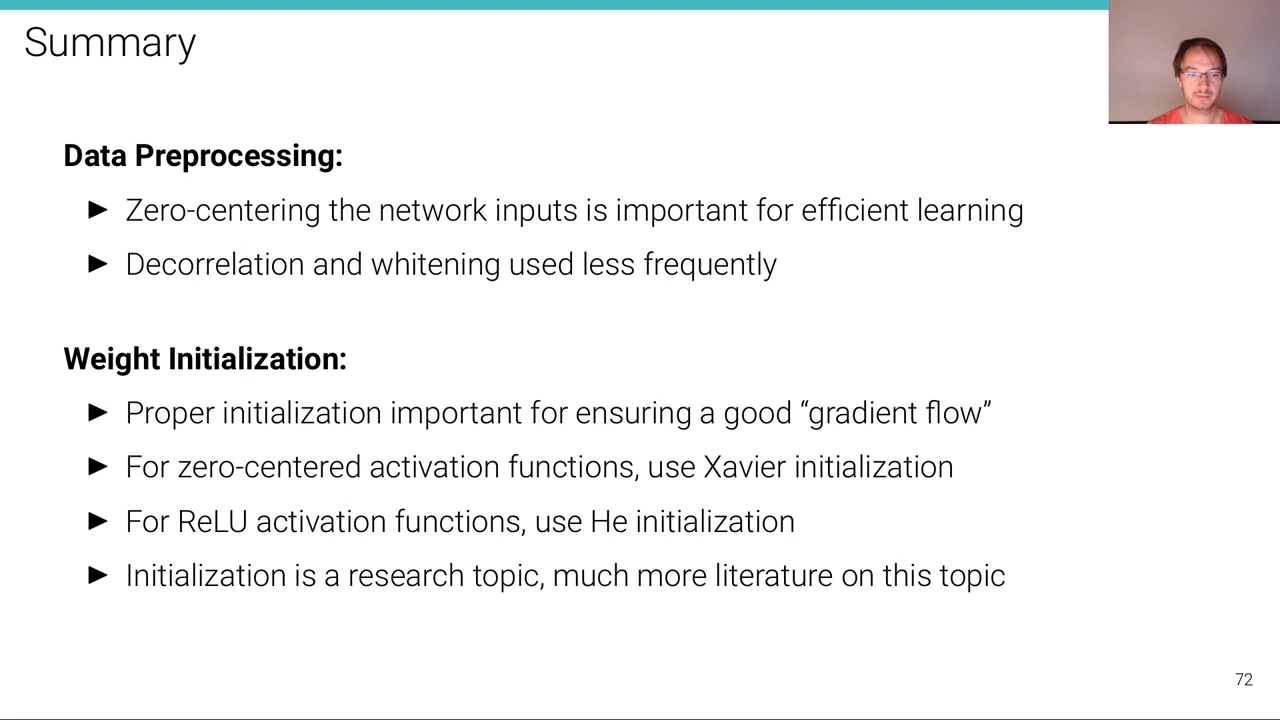 Summary
Data Preprocessing:
► Zero-centering the network inputs is important for efficient learning
► Decorrelation and whitening used less frequently
Weight Initialization:
► Proper initialization important for ensuring a good “gradient flow”
► For zero-centered activation functions, use Xavier initialization
► For ReLU activation functions, use He initialization
► Initialization is a research topic, much more literature on this topic
72